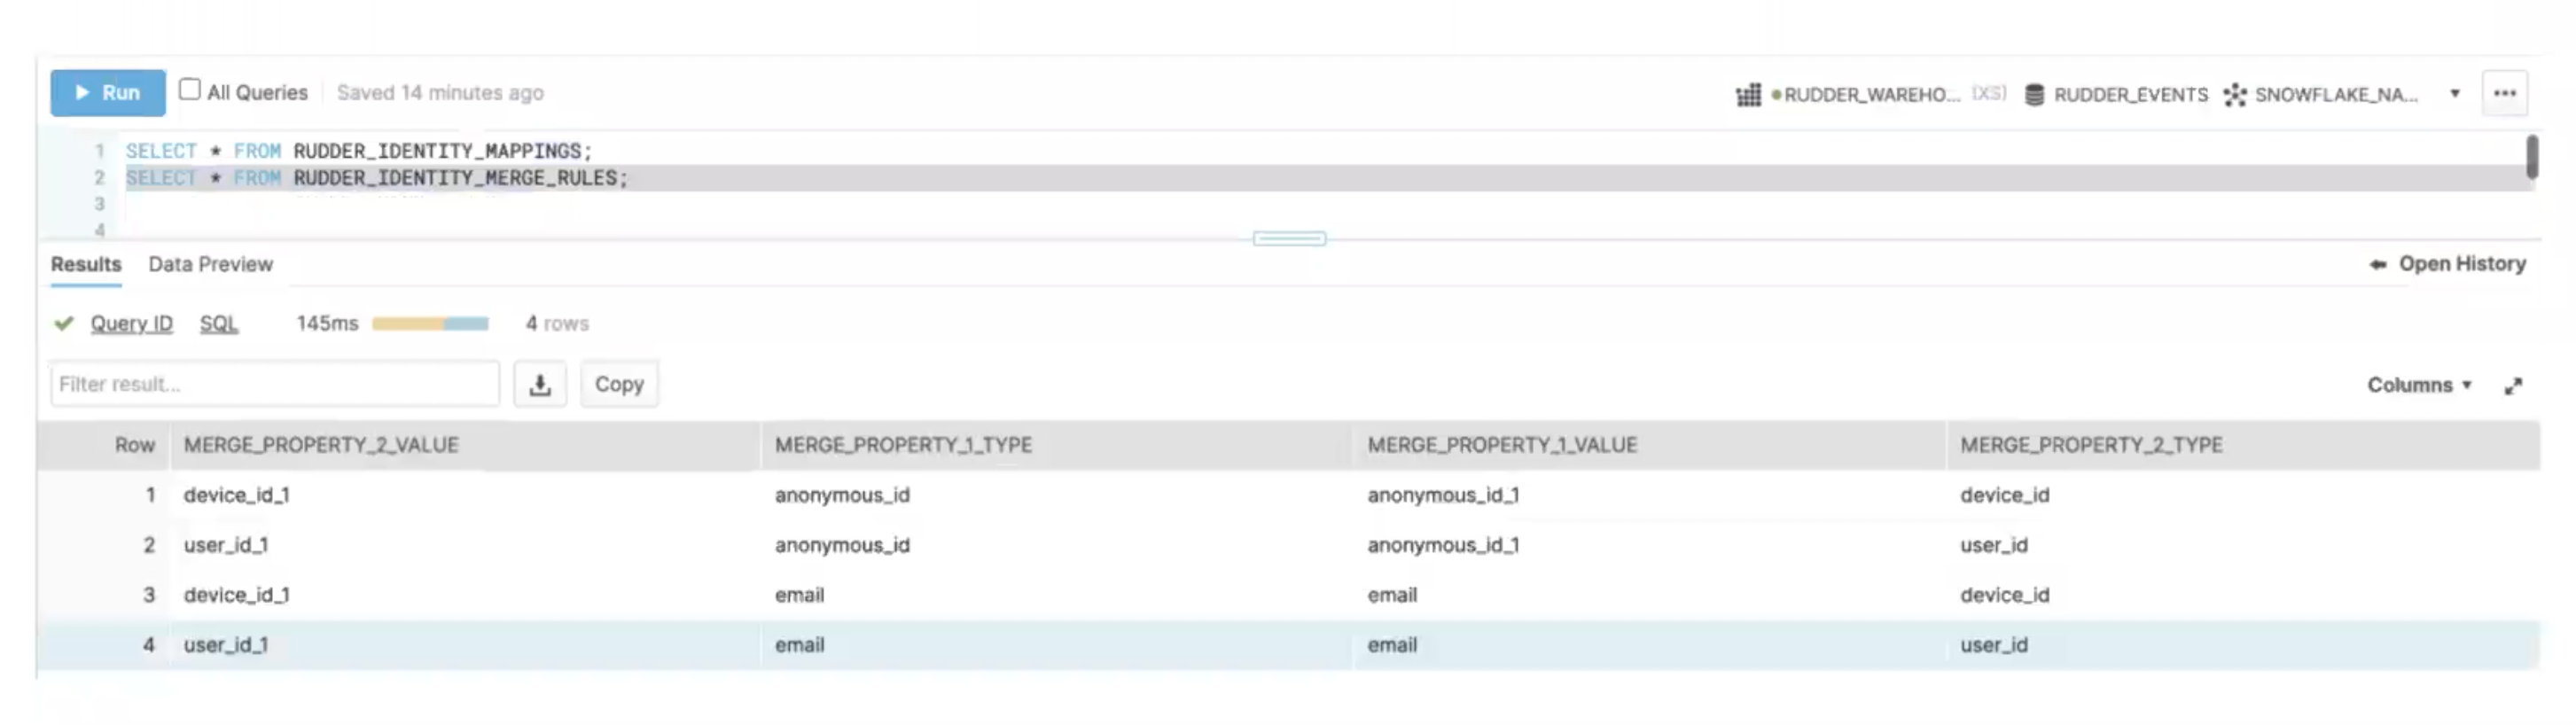 Run All Queries Saved 14 minutes ago RUDDER_WAREHO... (XS) RUDDER_EVENTS SNOWFLAKE_NA... ...
1 SELECT * FROM RUDDER_IDENTITY_MAPPINGS;
2 SELECT * FROM RUDDER_IDENTITY_MERGE_RULES;
3
4
Results Data Preview Open History
Query ID SQL 145ms 4 rows
Filter result... Copy Columns
Row MERGE_PROPERTY_2_VALUE MERGE_PROPERTY_1_TYPE MERGE_PROPERTY_1_VALUE MERGE_PROPERTY_2_TYPE
1 device_id_1 anonymous_id anonymous_id_1 device_id
2 user_id_1 anonymous_id anonymous_id_1 user_id
3 device_id_1 email email device_id
4 user_id_1 email email user_id